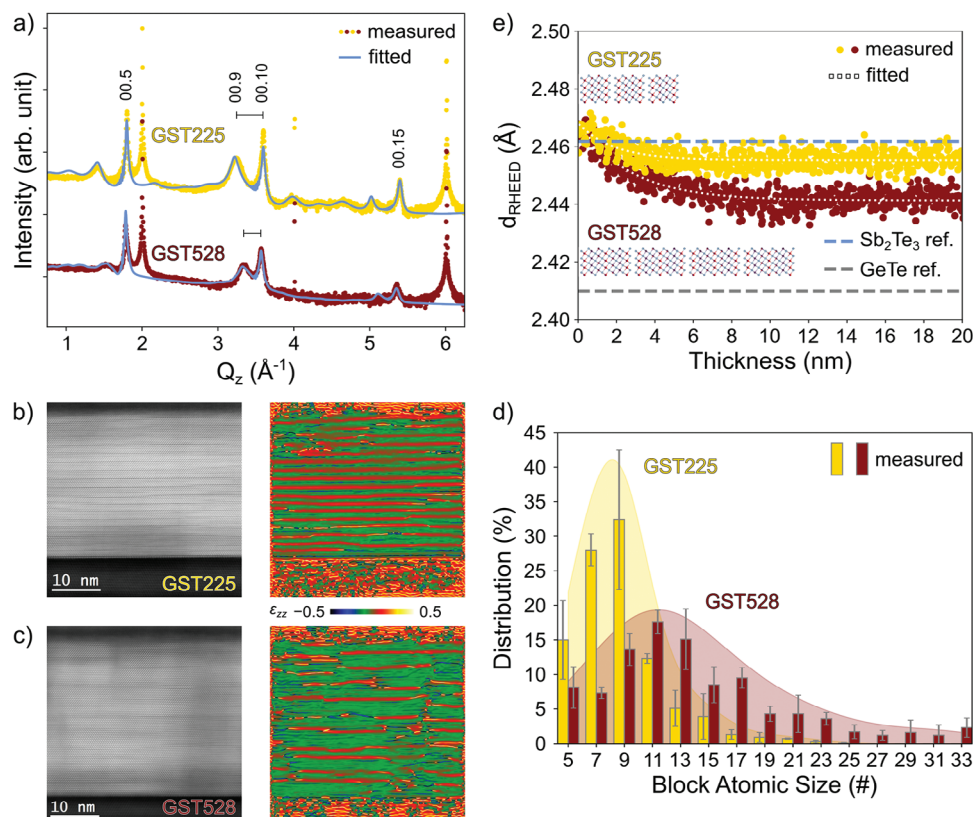 a)
Intensity (arb. unit)
measured
fitted
00.5
00.9
00.10
00.15
GST225
GST528
1 2 3 4 5 6
Q_z (Å⁻¹)
e)
d_RHEED (Å)
2.50
2.48
2.46
2.44
2.42
2.40
GST225
measured
fitted
GST528
Sb₂Te₃ ref.
GeTe ref.
0 2 4 6 8 10 12 14 16 18 20
Thickness (nm)
b)
10 nm
GST225
ε_zz −0.5 0.5
c)
10 nm
GST528
d)
Distribution (%)
45
40
35
30
25
20
15
10
5
0
GST225
measured
GST528
5 7 9 11 13 15 17 19 21 23 25 27 29 31 33
Block Atomic Size (#)